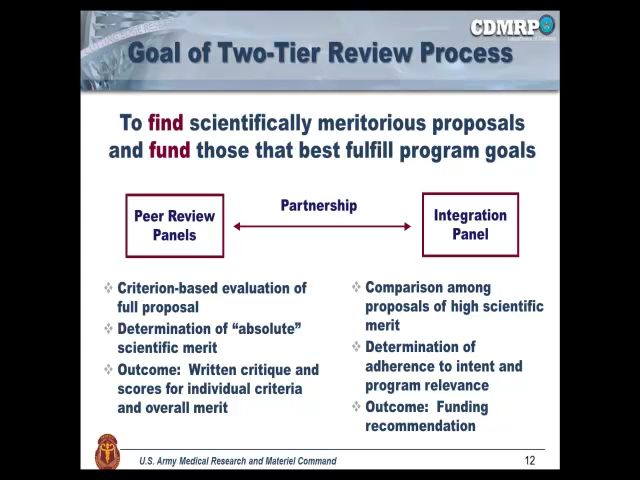 CDMRP
Department of Defense
Goal of Two-Tier Review Process
To find scientifically meritorious proposals
and fund those that best fulfill program goals
Peer Review
Panels
Partnership
Integration
Panel
Criterion-based evaluation of
full proposal
Determination of “absolute”
scientific merit
Outcome: Written critique and
scores for individual criteria
and overall merit
Comparison among
proposals of high scientific
merit
Determination of
adherence to intent and
program relevance
Outcome: Funding
recommendation
U.S. Army Medical Research and Materiel Command
12